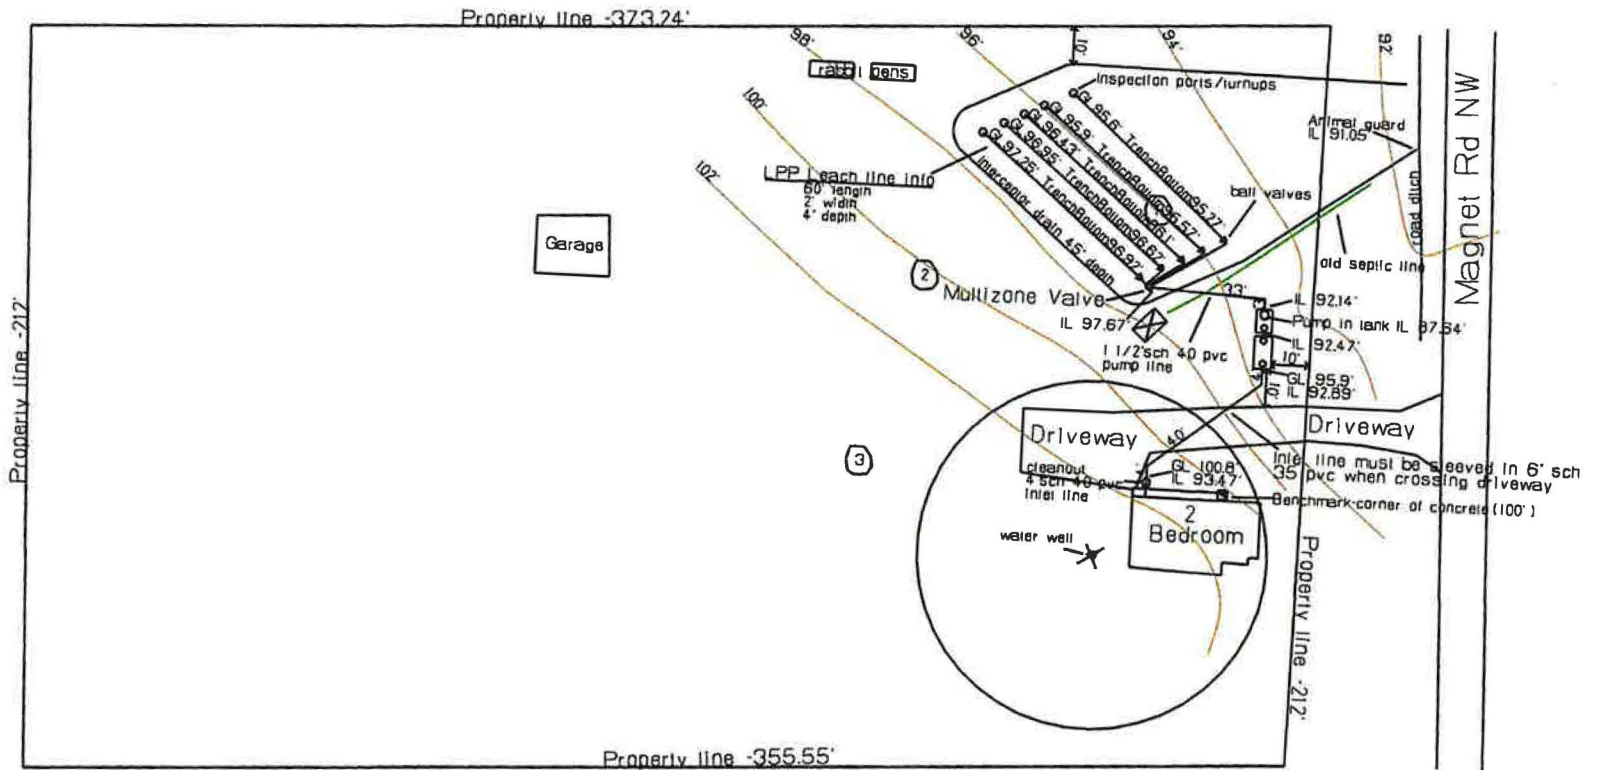 Property line -373.24'
98'
96'
10'
94'
92'
rabbit pens
Inspection ports/turnups
100'
GL 95.6' TrenchBottom95.27'
GL 95.9' TrenchBottom95.57'
GL 96.43' TrenchBottom96.1'
GL 96.95' TrenchBottom96.67'
GL 97.25' TrenchBottom96.97'
Interceptor drain 4.5' depth
Animal guard
IL 91.05'
Magnet Rd NW
road ditch
102'
LPP Leach line info
60' length
2' width
4" depth
ball valves
Garage
old septic line
2
Multizone Valve
33'
IL 92.14'
IL 97.67'
Pump in tank IL 87.64'
IL 92.47'
1 1/2"sch 40 pvc
pump line
10'
GL 95.9'
IL 92.89'
10'
Property line -212'
Driveway
Driveway
40'
3
cleanout
4 sch 40 pvc
Inlet line
GL 100.8'
IL 93.47'
Inlet line must be sleeved in 6" sch
35 pvc when crossing driveway
Benchmark-corner of concrete(100')
2
Bedroom
water well
Property line -212'
Property line -355.55'